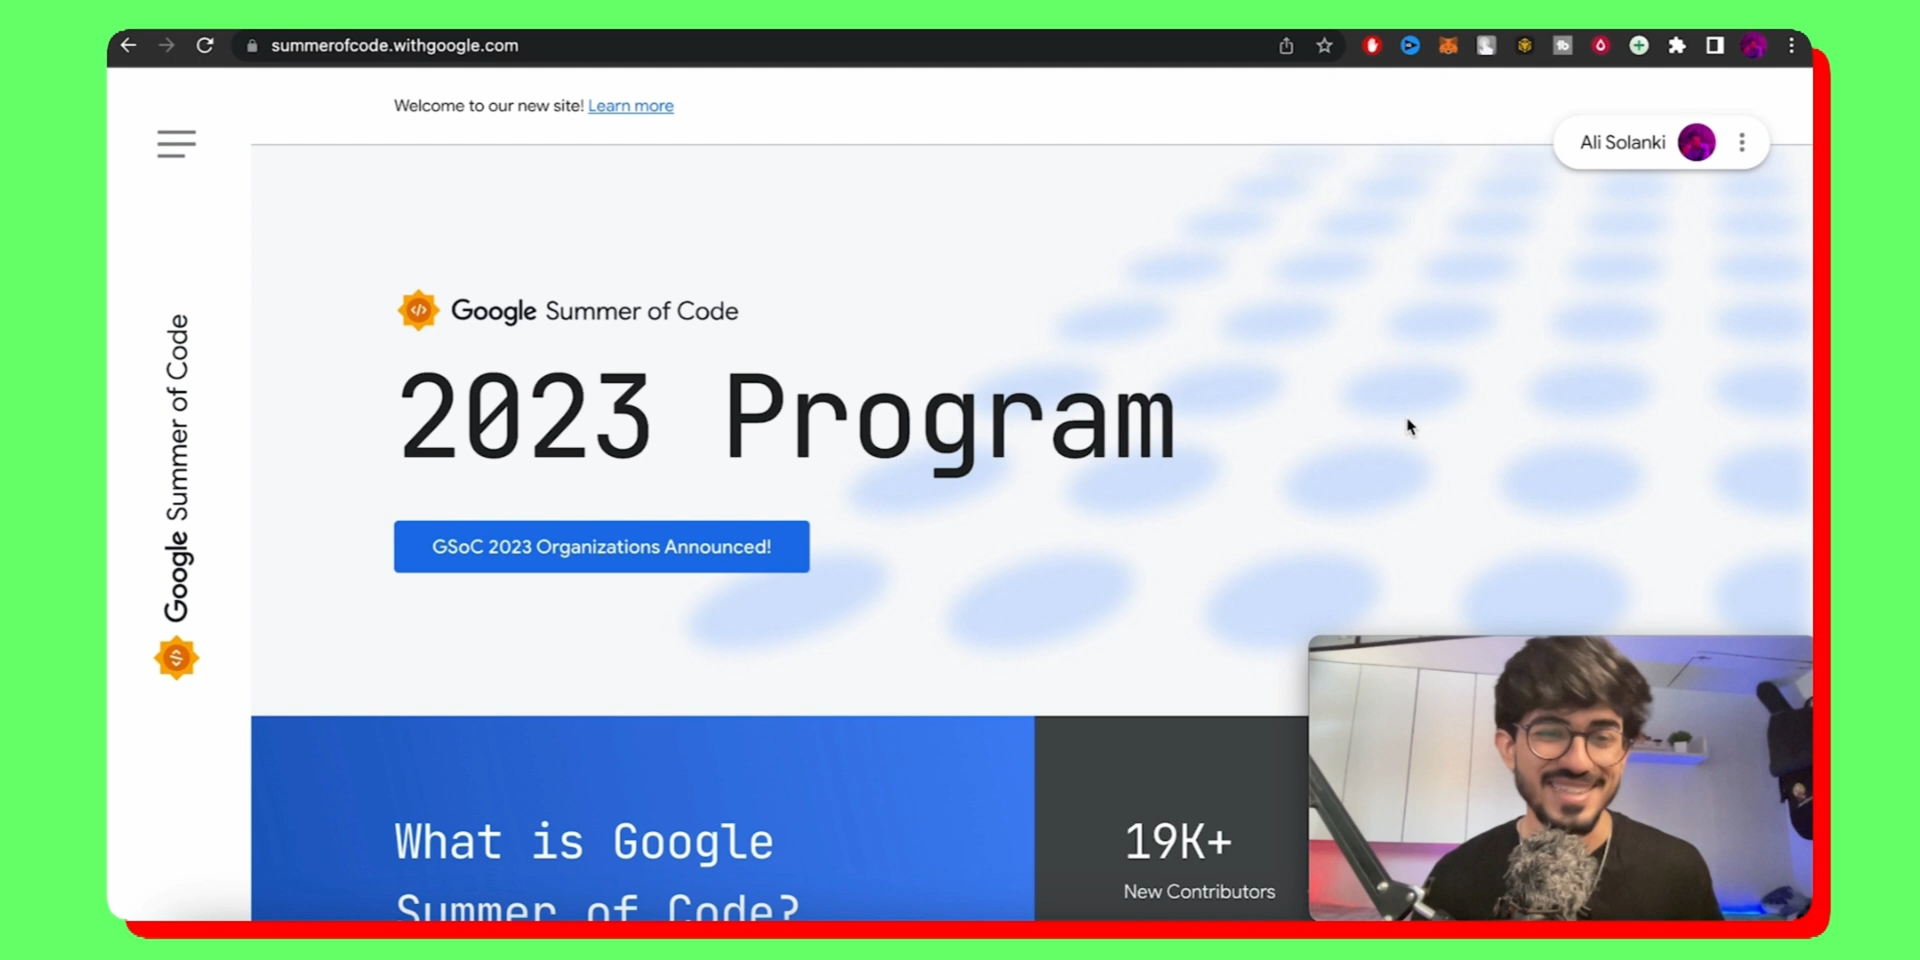 summerofcode.withgoogle.com
Welcome to our new site! Learn more
Ali Solanki
Google Summer of Code
Google Summer of Code
2023 Program
GSoC 2023 Organizations Announced!
What is Google
Summer of Code?
19K+
New Contributors